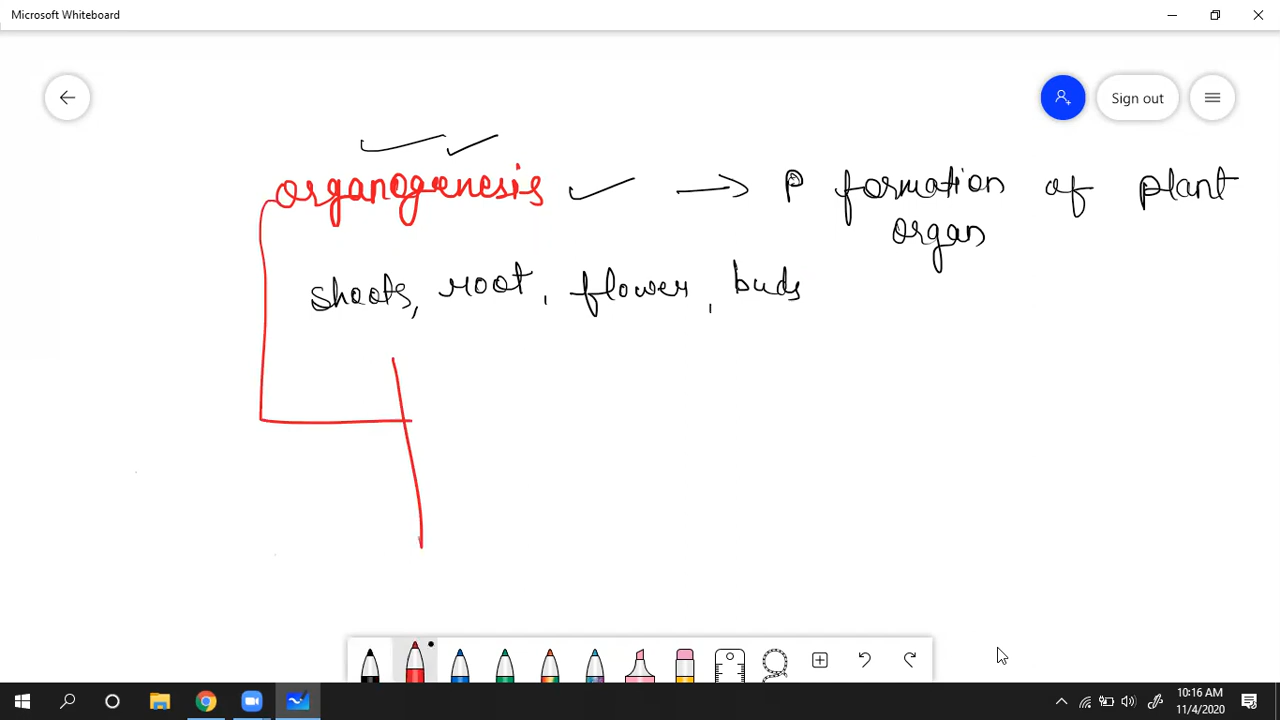 Microsoft Whiteboard
Sign out
organogenesis → P formation of plant
organ
shoots, root, flower, buds
10:16 AM
11/4/2020